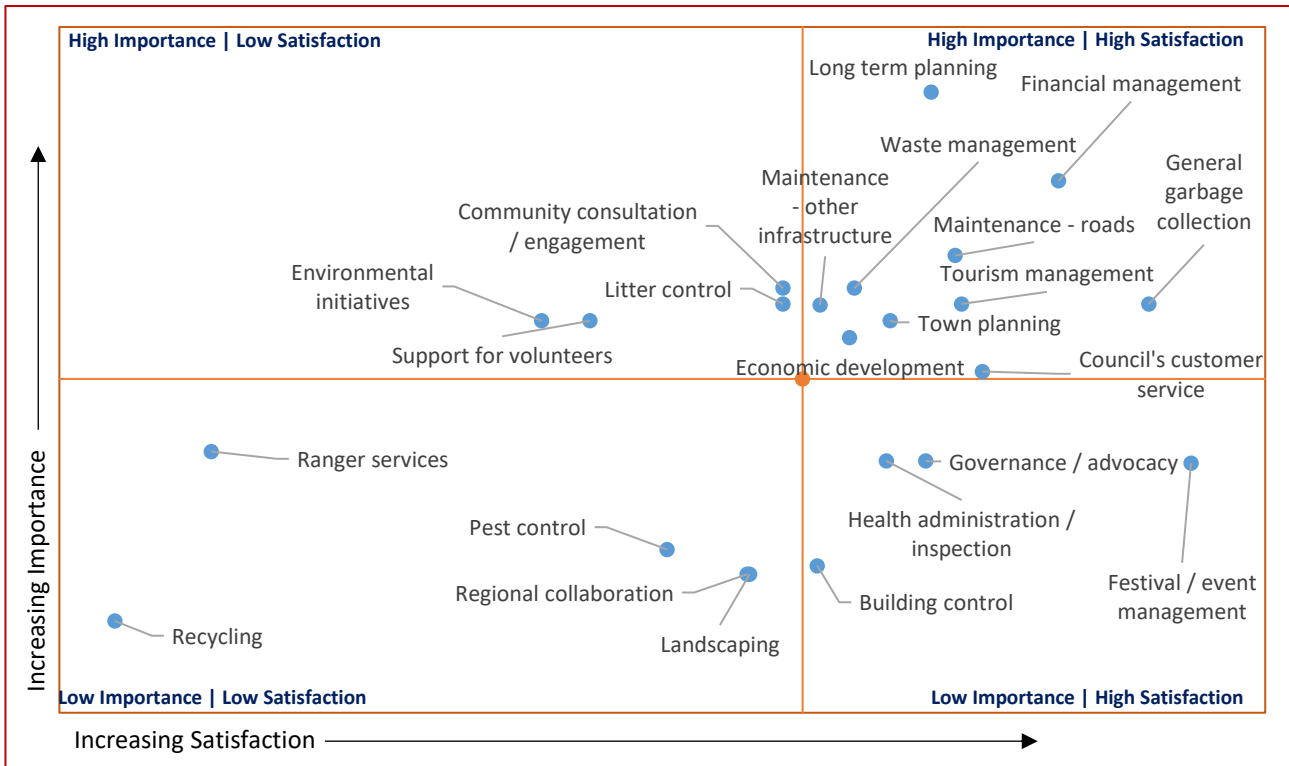 High Importance | Low Satisfaction
High Importance | High Satisfaction
Long term planning
Financial management
Waste management
General
garbage
collection
Maintenance
- other
infrastructure
Community consultation
/ engagement
Maintenance - roads
Environmental
initiatives
Litter control
Tourism management
Town planning
Support for volunteers
Economic development
Council's customer
service
Ranger services
Governance / advocacy
Health administration /
inspection
Pest control
Regional collaboration
Landscaping
Building control
Festival / event
management
Recycling
Low Importance | Low Satisfaction
Low Importance | High Satisfaction
Increasing Importance
Increasing Satisfaction